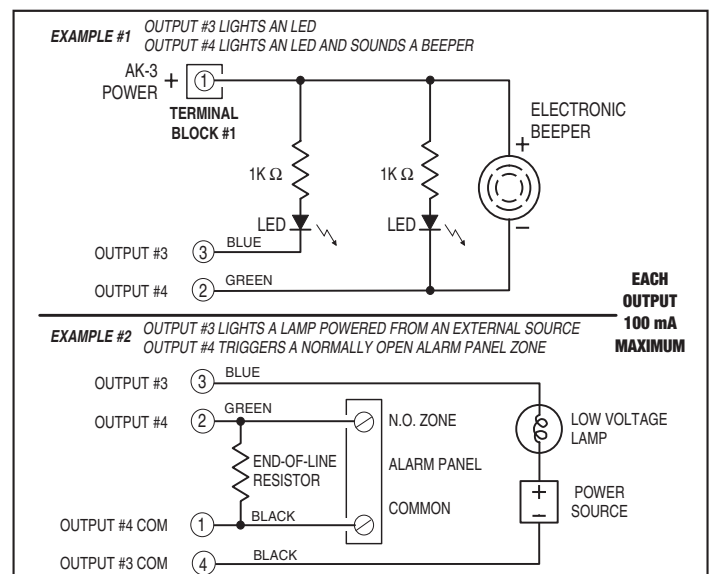 EXAMPLE #1 OUTPUT #3 LIGHTS AN LED
OUTPUT #4 LIGHTS AN LED AND SOUNDS A BEEPER
AK-3
POWER
+
1
TERMINAL
BLOCK #1
ELECTRONIC
BEEPER
+
1K Ω
1K Ω
LED
LED
–
OUTPUT #3 3 BLUE
OUTPUT #4 2 GREEN
EACH
OUTPUT
100 mA
MAXIMUM
EXAMPLE #2 OUTPUT #3 LIGHTS A LAMP POWERED FROM AN EXTERNAL SOURCE
OUTPUT #4 TRIGGERS A NORMALLY OPEN ALARM PANEL ZONE
OUTPUT #3 3 BLUE
OUTPUT #4 2 GREEN
N.O. ZONE
LOW VOLTAGE
LAMP
END-OF-LINE
RESISTOR
ALARM PANEL
+
–
POWER
SOURCE
COMMON
OUTPUT #4 COM 1 BLACK
OUTPUT #3 COM 4 BLACK